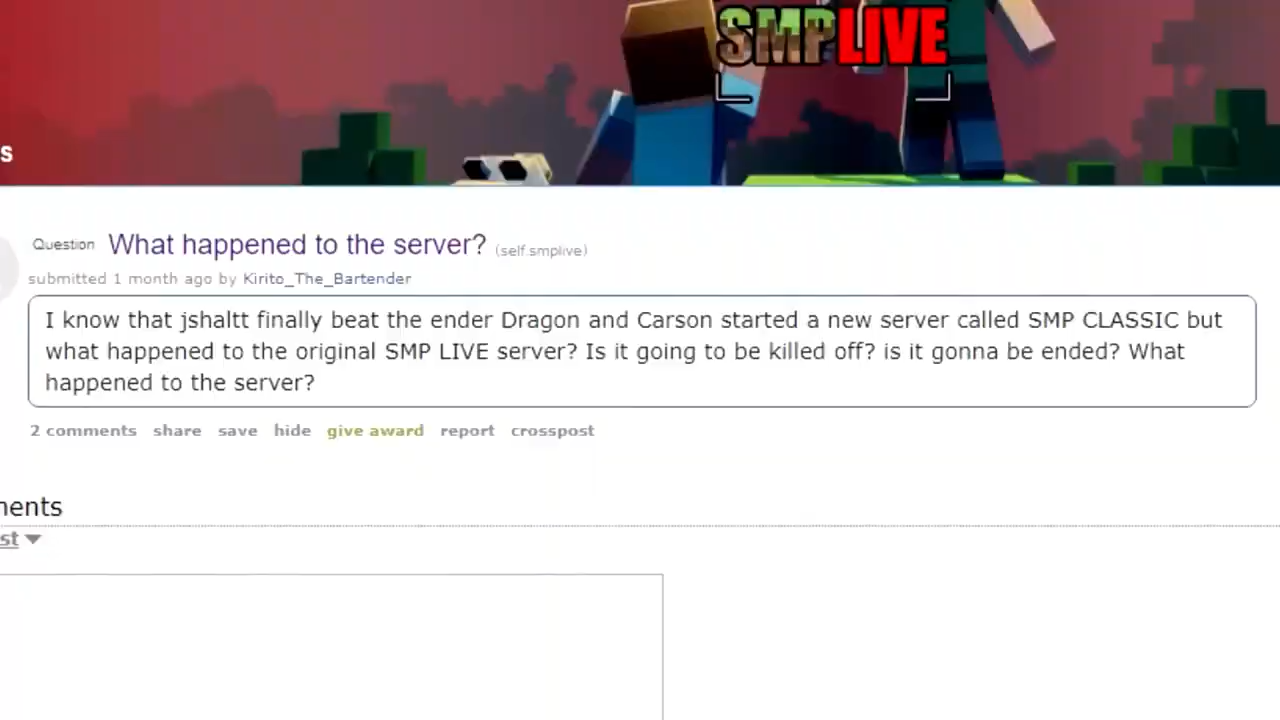 SMPLIVE
s
Question What happened to the server? (self.smplive)
submitted 1 month ago by Kirito_The_Bartender
I know that jshaltt finally beat the ender Dragon and Carson started a new server called SMP CLASSIC but
what happened to the original SMP LIVE server? Is it going to be killed off? is it gonna be ended? What
happened to the server?
2 comments share save hide give award report crosspost
nents
st